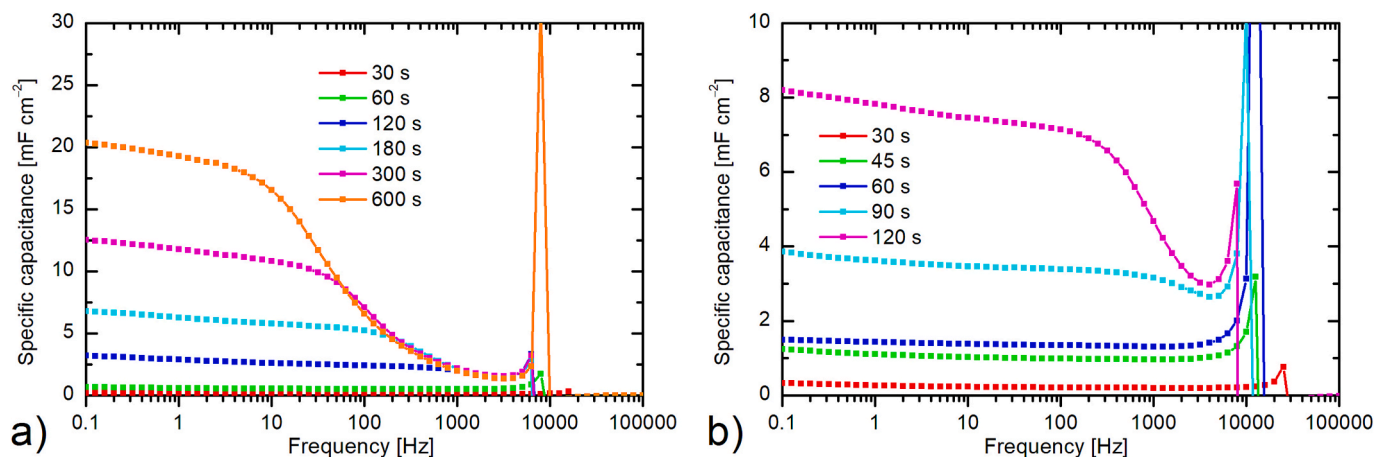 30
25
20
15
10
5
0
Specific capacitance [mF cm⁻²]
30 s
60 s
120 s
180 s
300 s
600 s
0.1
1
10
100
1000
10000
100000
Frequency [Hz]
a)
10
8
6
4
2
0
Specific capacitance [mF cm⁻²]
30 s
45 s
60 s
90 s
120 s
0.1
1
10
100
1000
10000
100000
Frequency [Hz]
b)